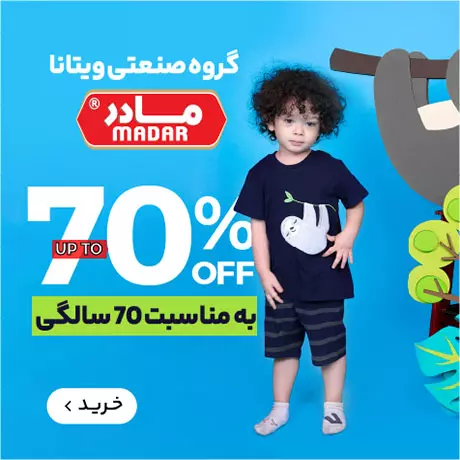 گروه صنعتی ویتانا
مادر®
MADAR
70%
UP TO
OFF
به مناسبت 70 سالگی
خرید ›